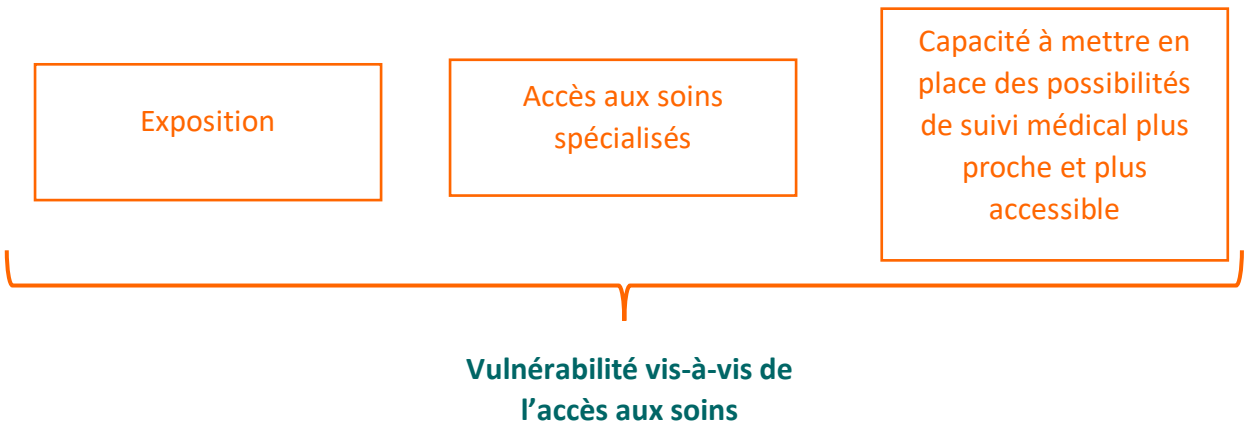 Exposition
Accès aux soins
spécialisés
Capacité à mettre en
place des possibilités
de suivi médical plus
proche et plus
accessible
Vulnérabilité vis-à-vis de
l’accès aux soins